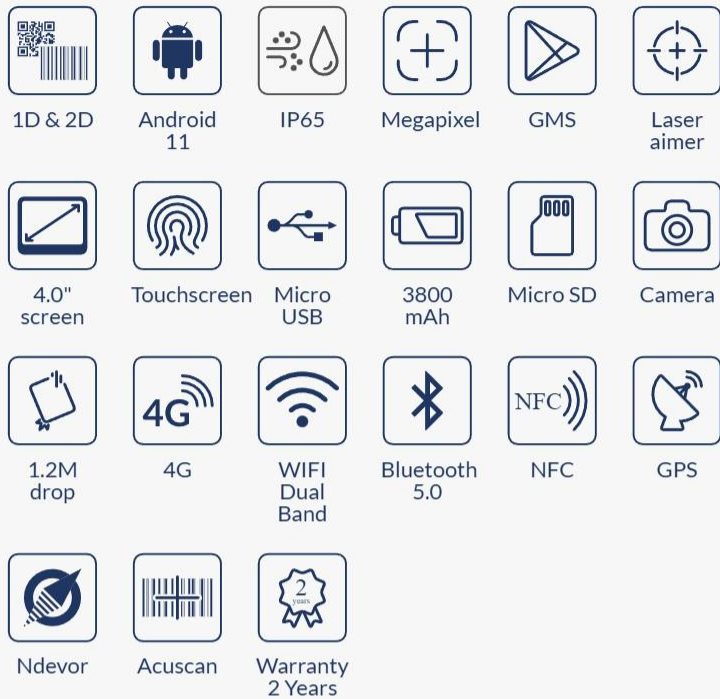 1D & 2D
Android
11
IP65
Megapixel
GMS
Laser
aimer
4.0"
screen
Touchscreen
Micro
USB
3800
mAh
Micro SD
Camera
4G
NFC
1.2M
drop
4G
WIFI
Dual
Band
Bluetooth
5.0
NFC
GPS
2
years
Ndevor
Acuscan
Warranty
2 Years